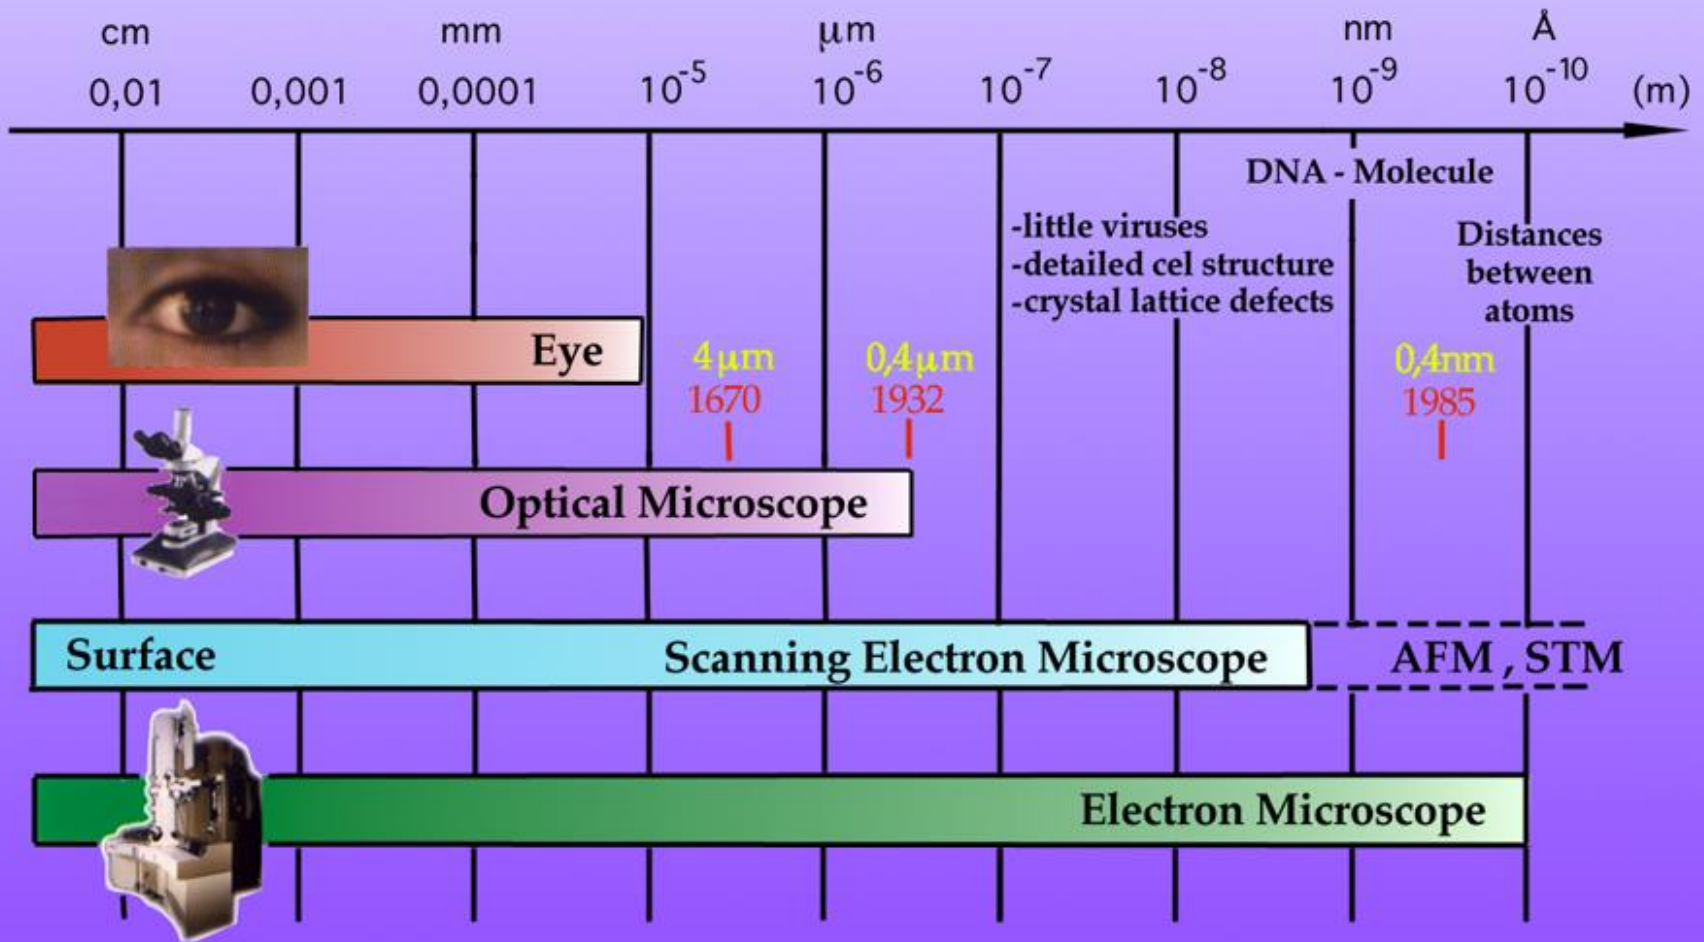 cm mm μm nm Å
0,01 0,001 0,0001 10⁻⁵ 10⁻⁶ 10⁻⁷ 10⁻⁸ 10⁻⁹ 10⁻¹⁰ (m)
DNA - Molecule
-little viruses
-detailed cel structure
-crystal lattice defects
Distances
between
atoms
Eye
4μm
1670
0,4μm
1932
0,4nm
1985
Optical Microscope
Surface Scanning Electron Microscope AFM , STM
Electron Microscope